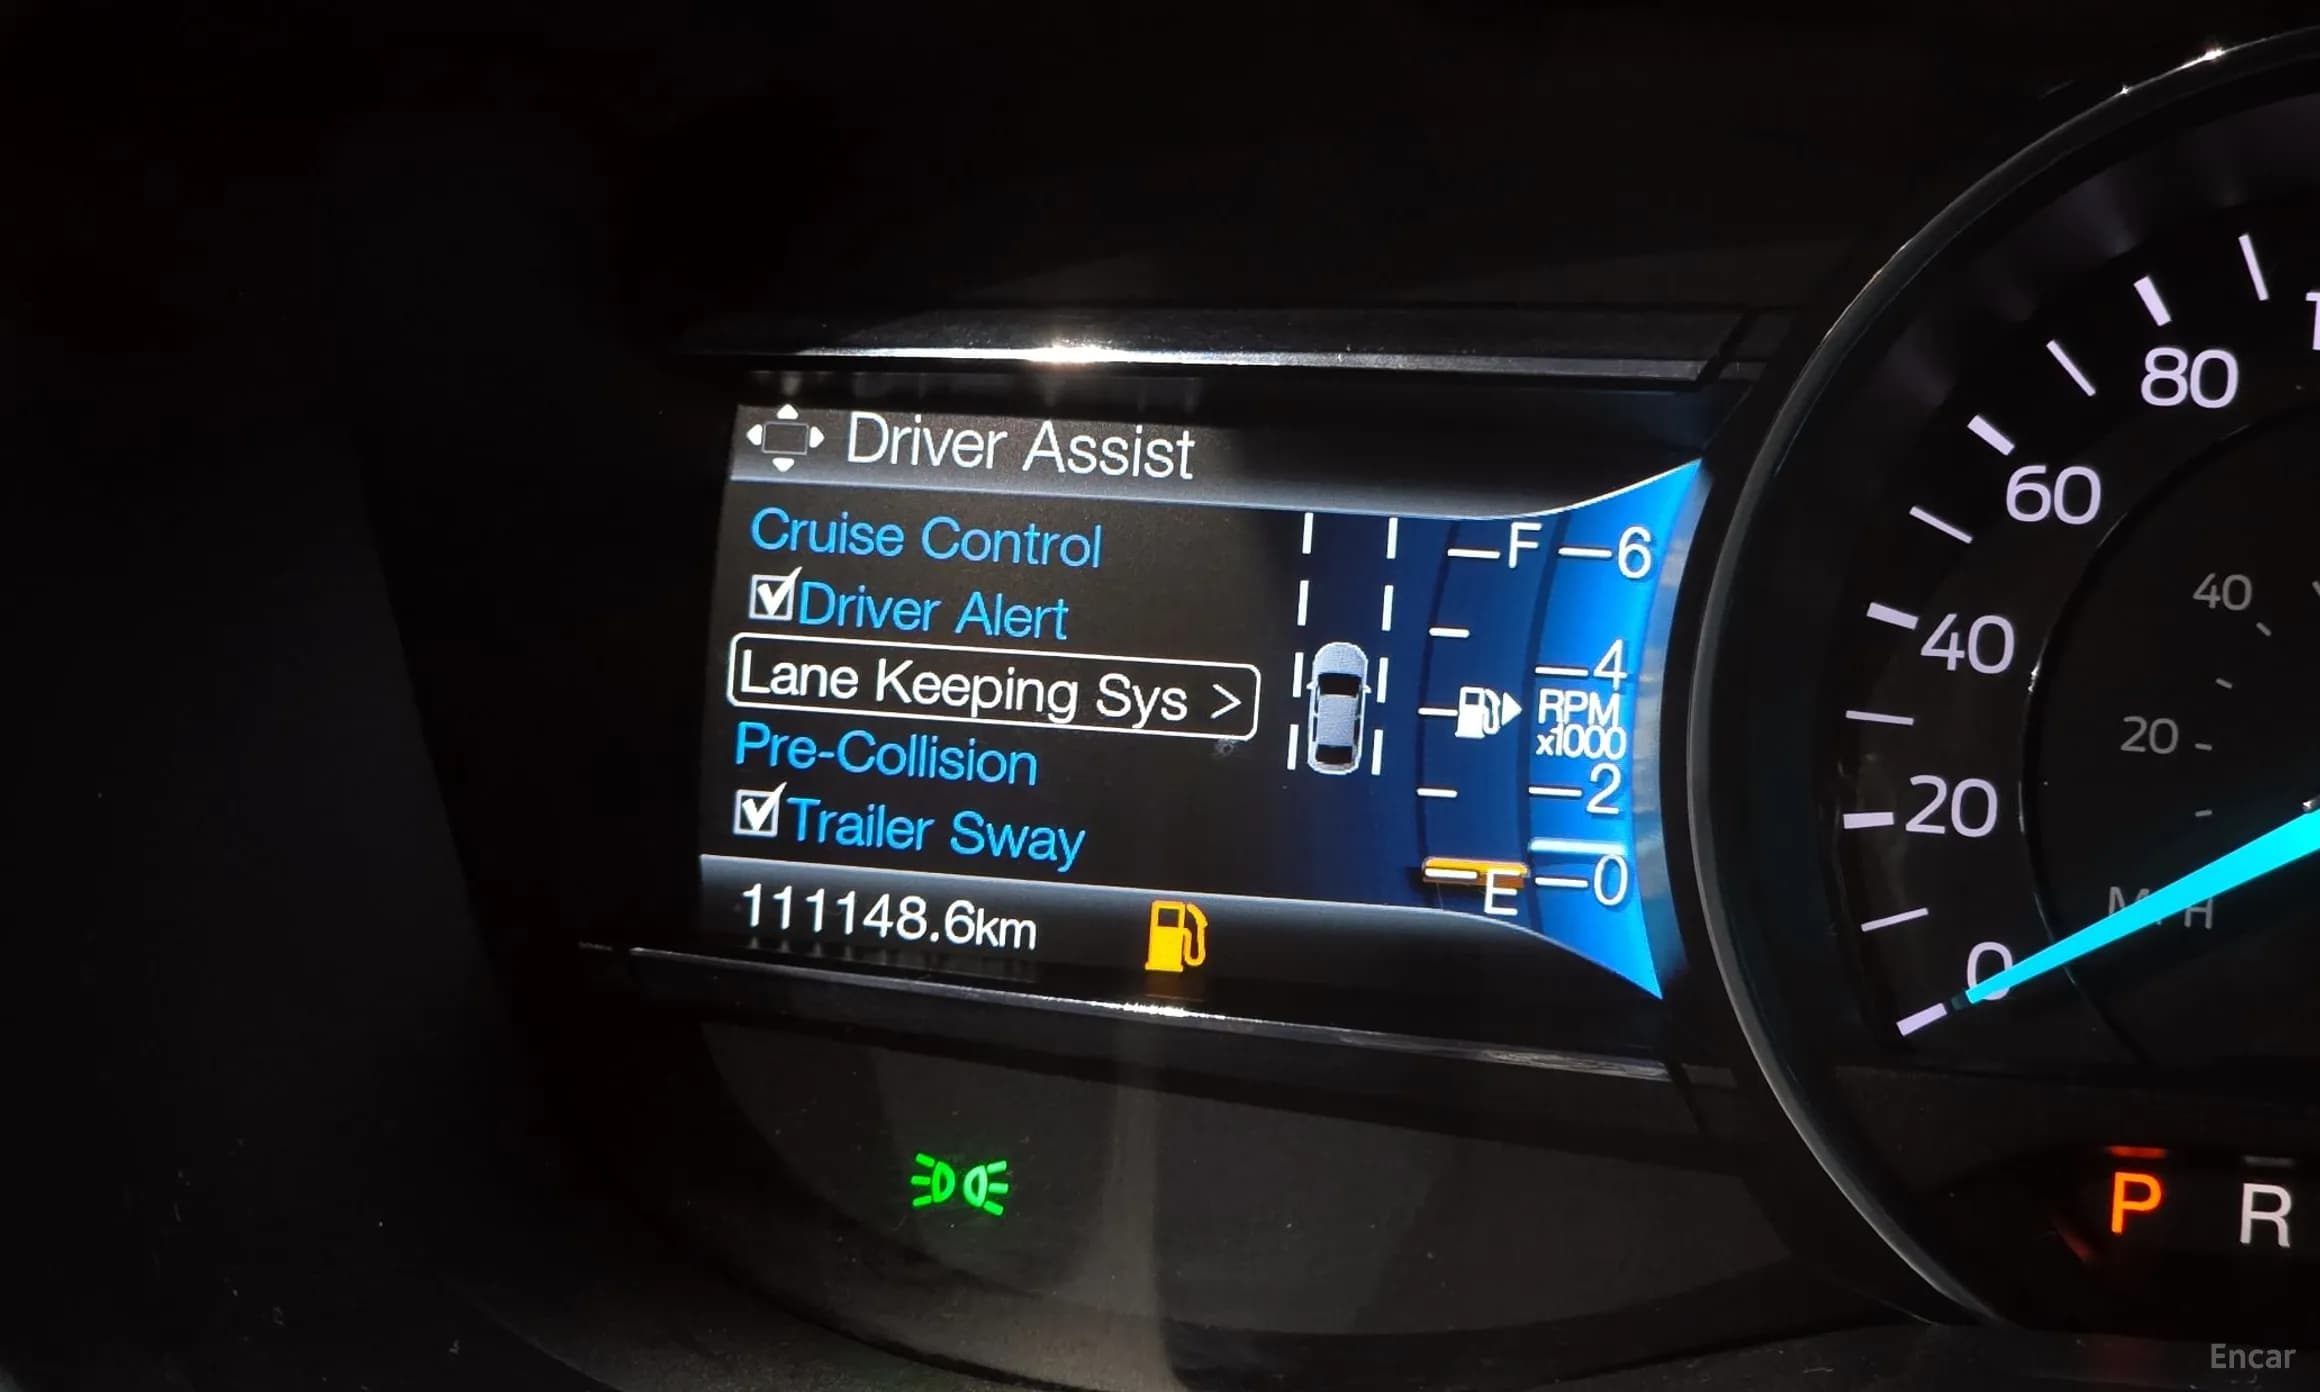 Driver Assist
Cruise Control
Driver Alert
Lane Keeping Sys >
Pre-Collision
Trailer Sway
111148.6km
F
E
6
4
RPM
x1000
2
0
80
60
40
20
0
40
20
MPH
P R
Encar